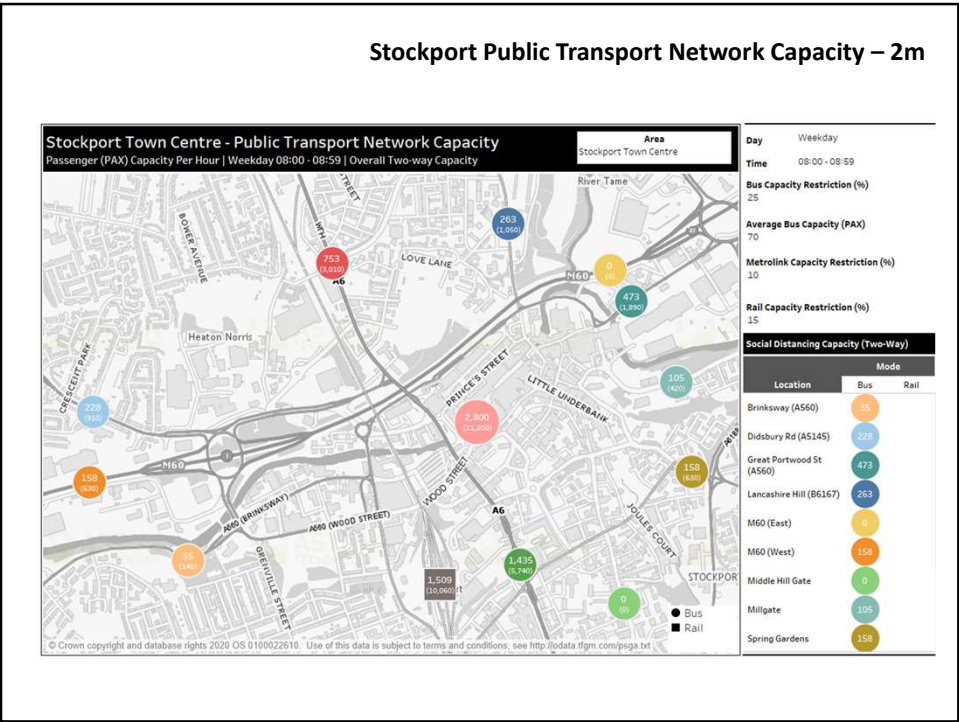 Stockport Public Transport Network Capacity – 2m
Stockport Town Centre - Public Transport Network Capacity
Passenger (PAX) Capacity Per Hour | Weekday 08:00 - 08:59 | Overall Two-way Capacity
Area
Stockport Town Centre
Day Weekday
Time 08:00 - 08:59
Bus Capacity Restriction (%)
25
Average Bus Capacity (PAX)
70
Metrolink Capacity Restriction (%)
10
Rail Capacity Restriction (%)
15
Social Distancing Capacity (Two-Way)
Mode
Location Bus Rail
Brinksway (A560) 35
Didsbury Rd (A5145) 228
Great Portwood St
(A560) 473
Lancashire Hill (B6167) 263
M60 (East) 0
M60 (West) 158
Middle Hill Gate 0
Millgate 105
Spring Gardens 158
River Tame
STREET
BOWER AVENUE
263
(1,050)
LOVE LANE
753
(3,010)
A6
0
(0)
M60
473
(1,890)
Heaton Norris
CRESCENT PARK
PRINCE'S STREET
LITTLE UNDERBANK
105
(420)
228
(910)
2,800
(11,200)
M60
158
(630)
158
(630)
WOOD STREET
A560 (BRINKSWAY)
A560 (WOOD STREET)
A6
JOULES COURT
35
(140)
GRENVILLE STREET
1,435
(5,740)
1,509
(10,060)
STOCKPOR
0
(0)
Bus
Rail
© Crown copyright and database rights 2020 OS 0100022610. Use of this data is subject to terms and conditions: see http://odata.tfgm.com/psga.txt